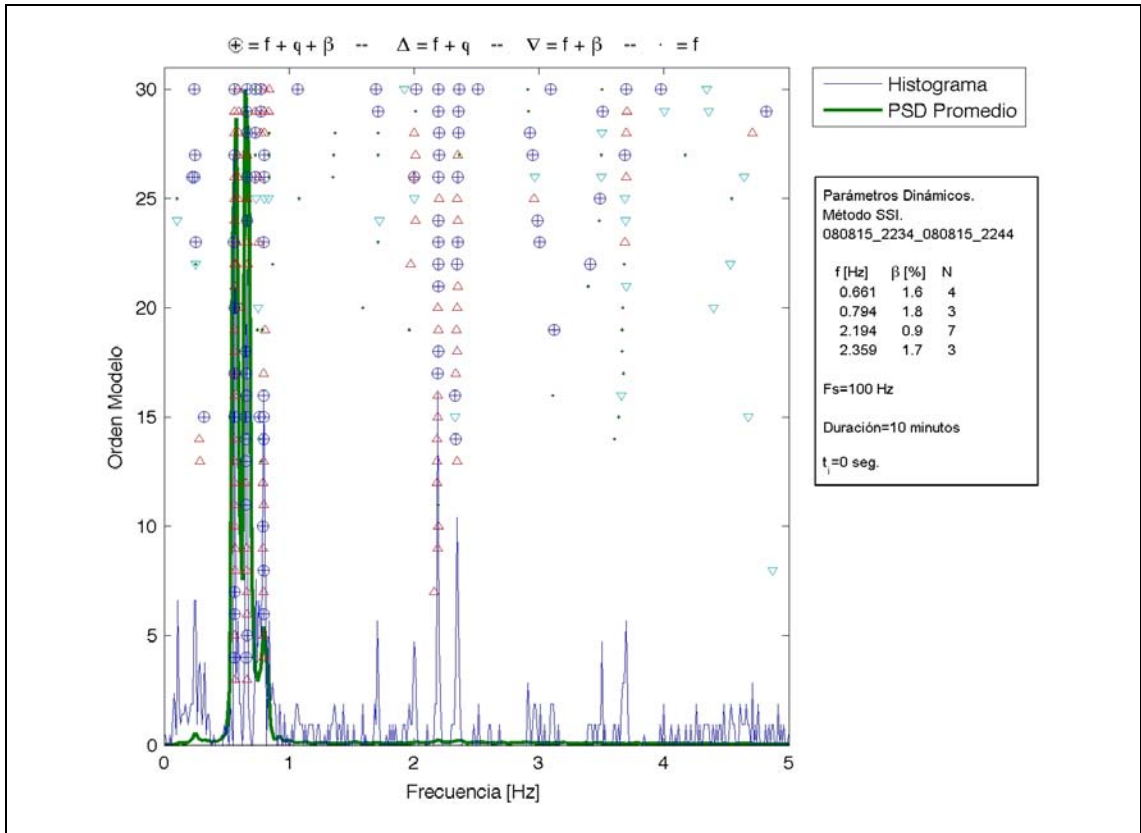 ⊕ = f + q + β -- Δ = f + q -- ∇ = f + β -- · = f
Histograma
PSD Promedio
30
25
20
15
10
5
0
Orden Modelo
0 1 2 3 4 5
Frecuencia [Hz]
Parámetros Dinámicos.
Método SSI.
080815_2234_080815_2244
f [Hz] β [%] N
0.661 1.6 4
0.794 1.8 3
2.194 0.9 7
2.359 1.7 3
Fs=100 Hz
Duración=10 minutos
t_i=0 seg.